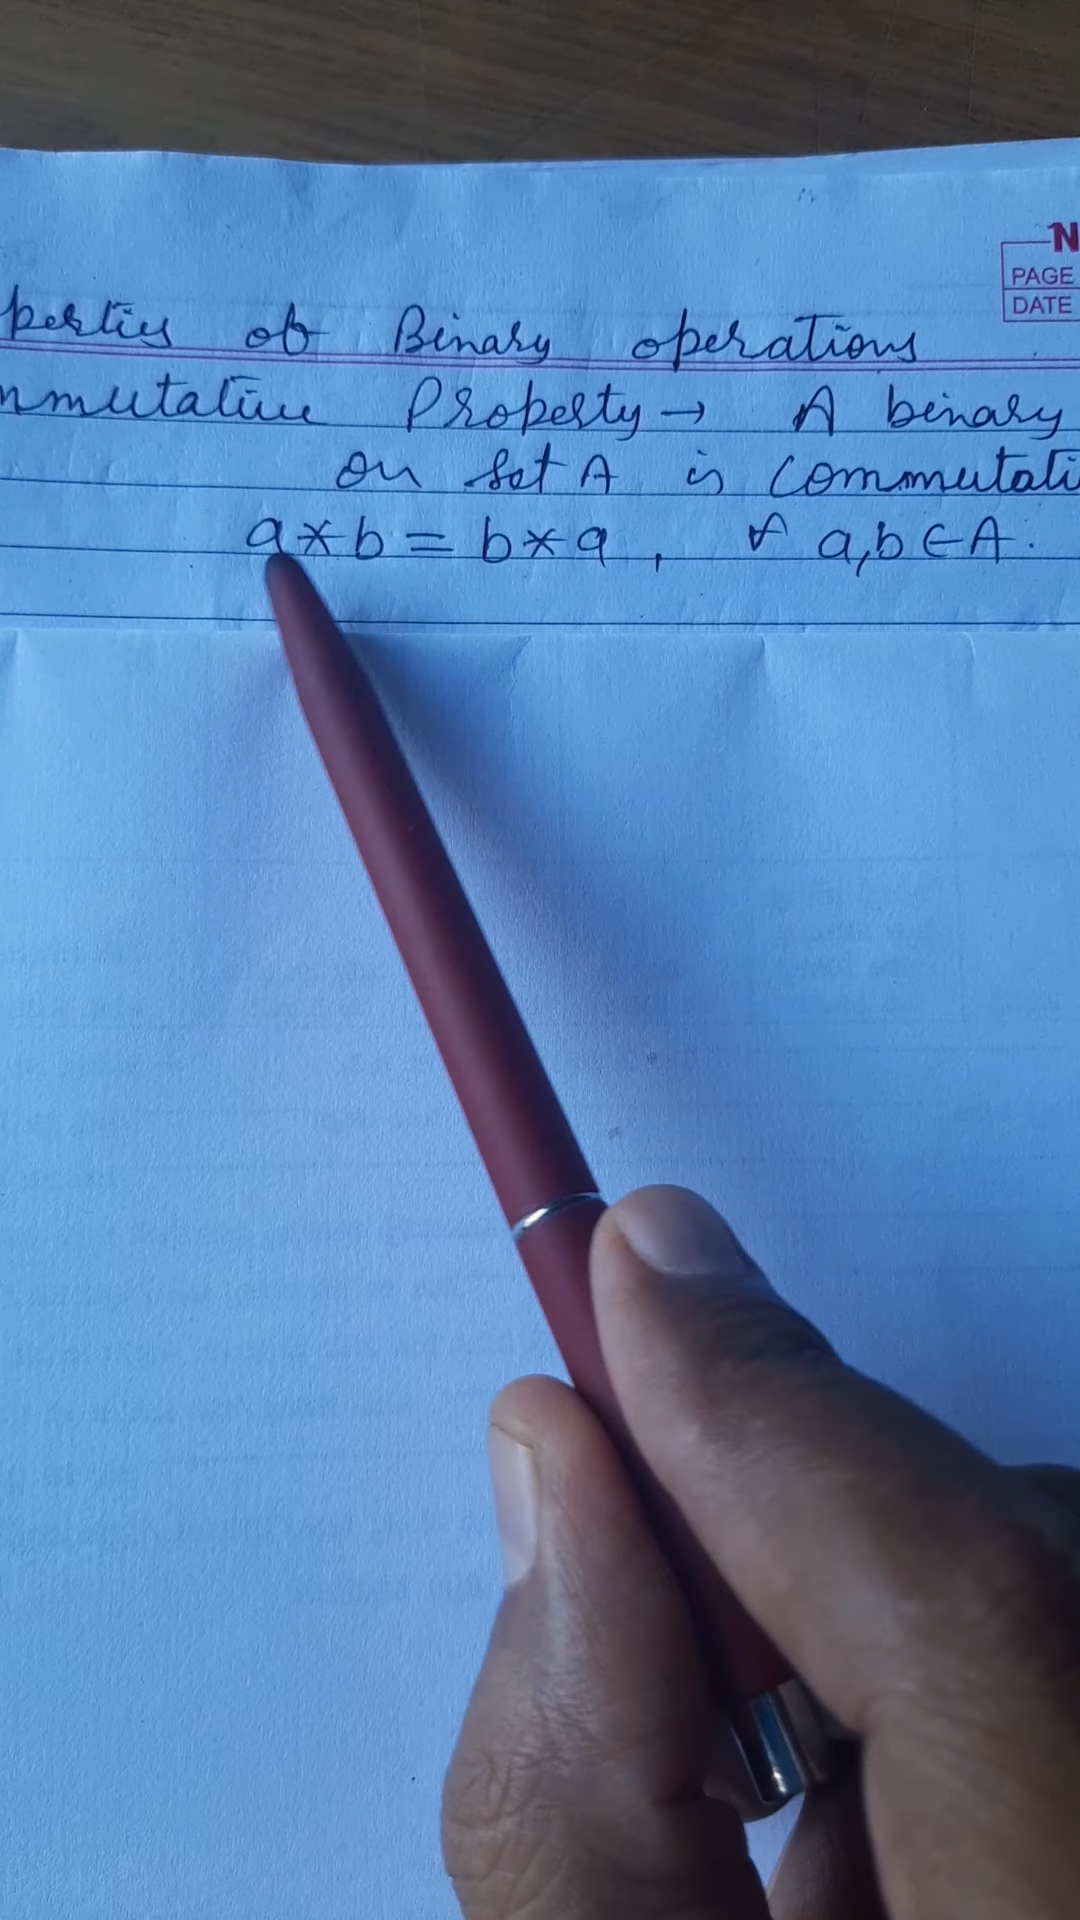 N
PAGE
DATE
perties of Binary operations
mmutative Property → A binary
on set A is Commutati
a * b = b * a , ∀ a,b ∈ A.